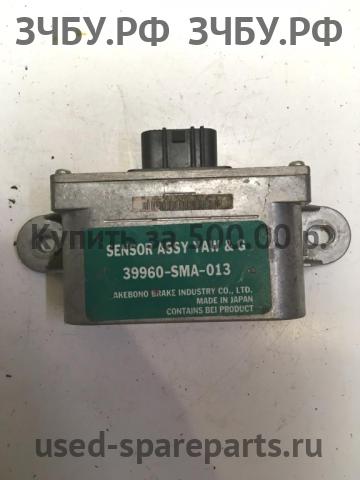 ЗЧБУ.РФ ЗЧБУ.РФ
SENSOR ASSY YAW & G
Купить за 500.00 р.
39960-SMA-013
AKEBONO BRAKE INDUSTRY CO., LTD.
MADE IN JAPAN
CONTAINS BEI PRODUCT
used-spareparts.ru